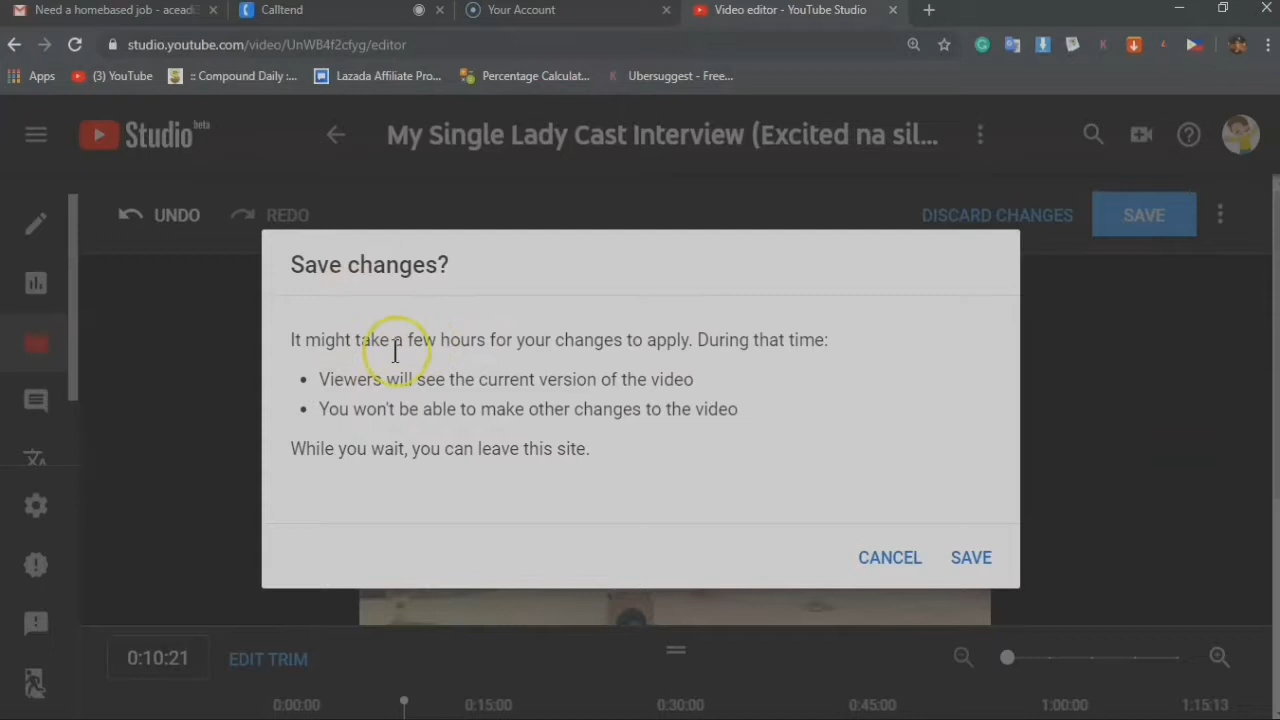 Need a homebased job - acead
Calltend
Your Account
Video editor - YouTube Studio
studio.youtube.com/video/UnWB4f2cfyg/editor
Apps
(3) YouTube
:: Compound Daily :...
Lazada Affiliate Pro...
Percentage Calculat...
K
Ubersuggest - Free...
Studio beta
My Single Lady Cast Interview (Excited na sil...
UNDO
REDO
DISCARD CHANGES
SAVE
Save changes?
It might take a few hours for your changes to apply. During that time:
• Viewers will see the current version of the video
• You won't be able to make other changes to the video
While you wait, you can leave this site.
CANCEL
SAVE
0:10:21
EDIT TRIM
0:00:00
0:15:00
0:30:00
0:45:00
1:00:00
1:15:13